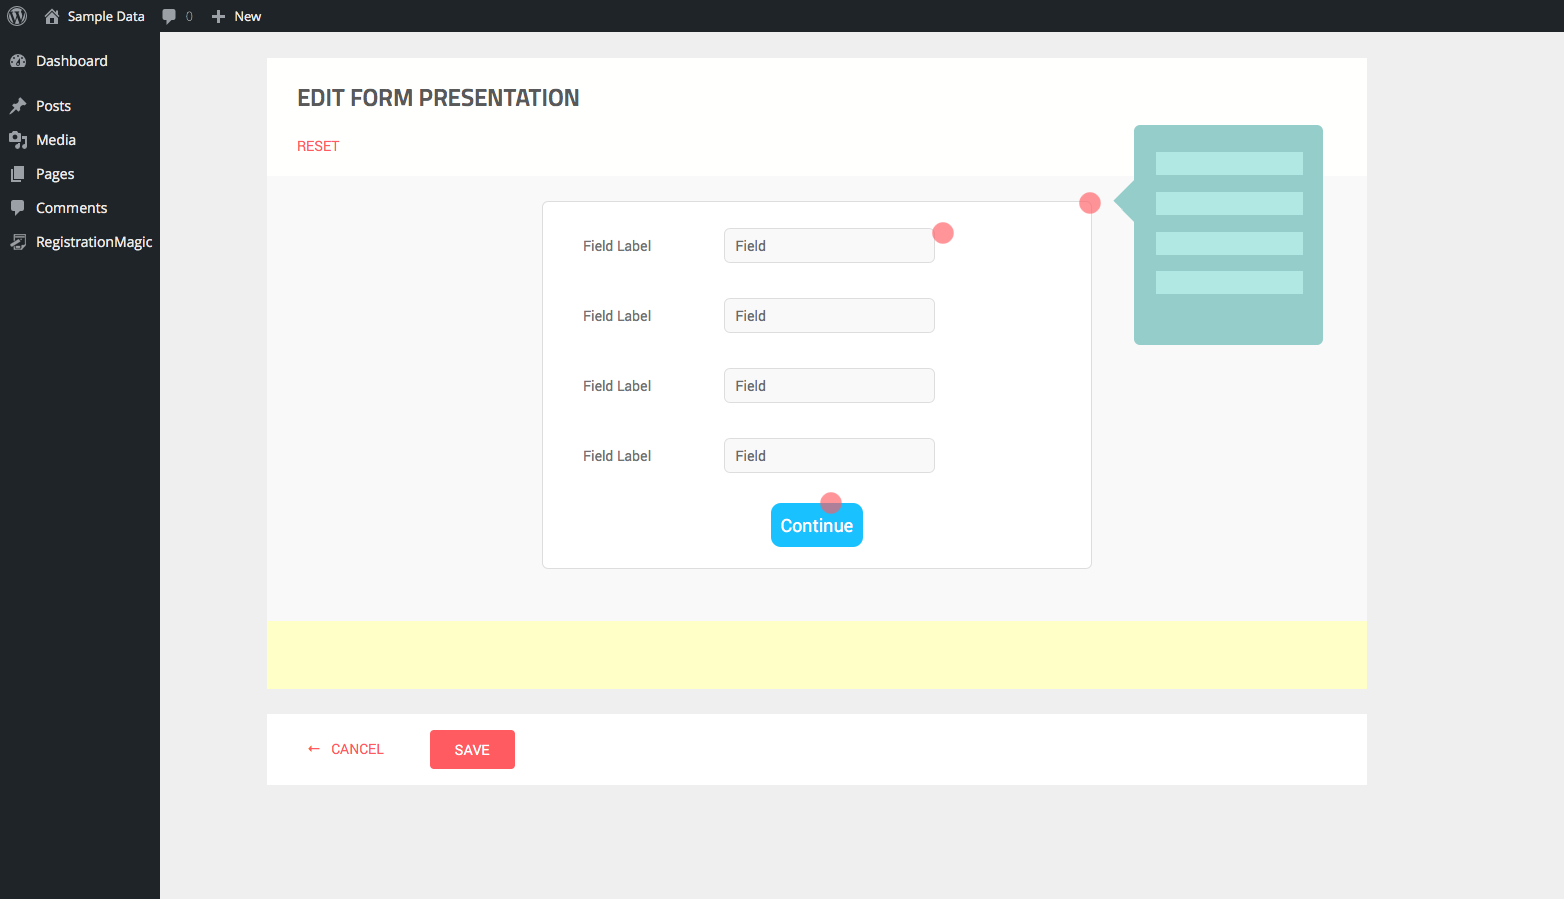 Sample Data 0 New
Dashboard
Posts
Media
Pages
Comments
RegistrationMagic
EDIT FORM PRESENTATION
RESET
Field Label Field
Field Label Field
Field Label Field
Field Label Field
Continue
← CANCEL SAVE